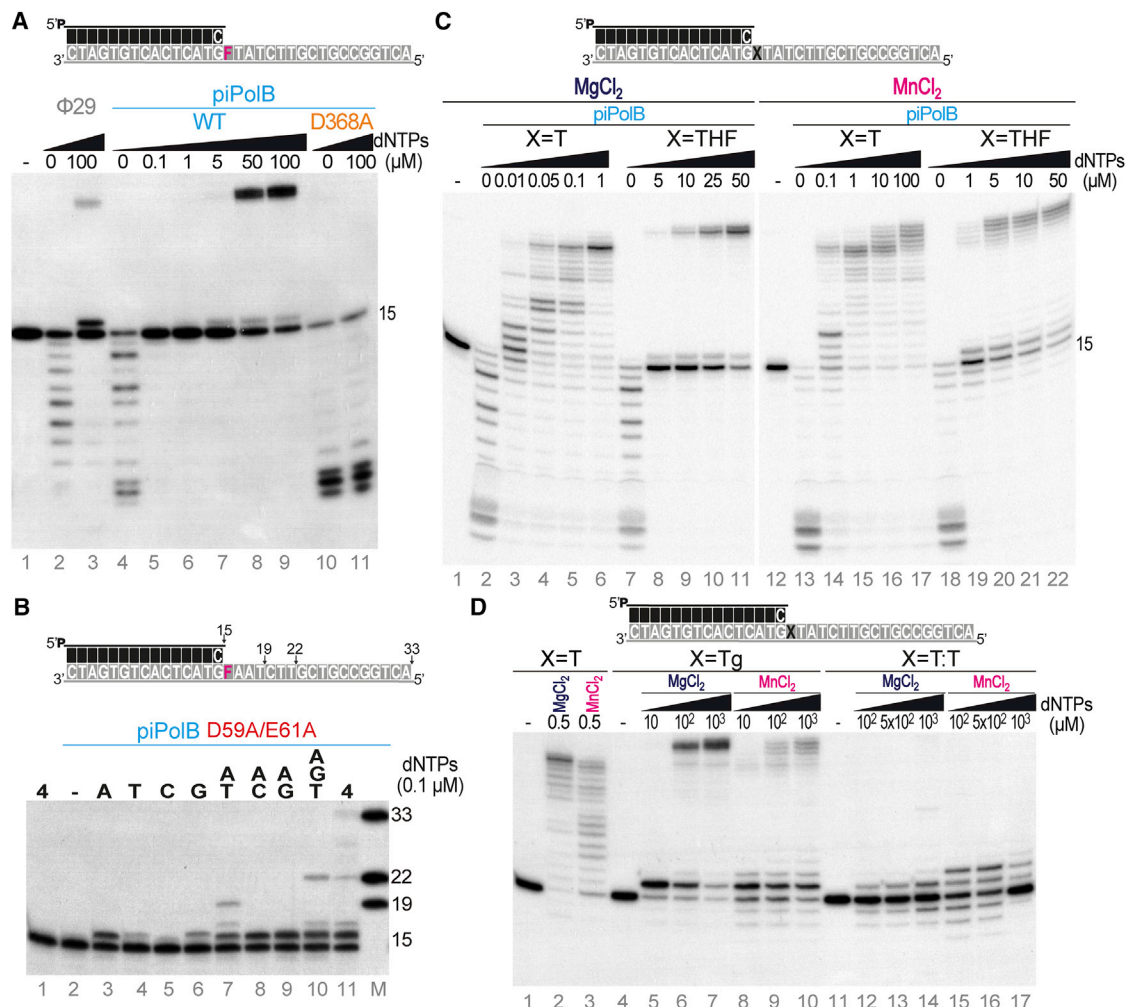 A
5'P
C
3' CTAGTGTCACTCATGFTATCTTGCTGCCGGTCA 5'
piPolB
Φ29 WT D368A
dNTPs
- 0 100 0 0.1 1 5 50 100 0 100 (μM)
15
1 2 3 4 5 6 7 8 9 10 11
B
5'P
15 19 22 33
C
3' CTAGTGTCACTCATGFAATCTTGCTGCCGGTCA 5'
piPolB D59A/E61A
A
A A A G
4 - A T C G T C G T 4
dNTPs
(0.1 μM)
33
22
19
15
1 2 3 4 5 6 7 8 9 10 11 M
C
5'P
C
3' CTAGTGTCACTCATGXTATCTTGCTGCCGGTCA 5'
MgCl2 MnCl2
piPolB piPolB
X=T X=THF X=T X=THF
dNTPs
- 0 0.01 0.05 0.1 1 0 5 10 25 50 - 0 0.1 1 10 100 0 1 5 10 50 (μM)
15
1 2 3 4 5 6 7 8 9 10 11 12 13 14 15 16 17 18 19 20 21 22
D
5'P
C
3' CTAGTGTCACTCATGXTATCTTGCTGCCGGTCA 5'
X=T X=Tg X=T:T
MgCl2 MnCl2 MgCl2 MnCl2 MgCl2 MnCl2
dNTPs
- 0.5 0.5 - 10 10² 10³ 10 10² 10³ - 10² 5x10² 10³ 10² 5x10² 10³ (μM)
1 2 3 4 5 6 7 8 9 10 11 12 13 14 15 16 17